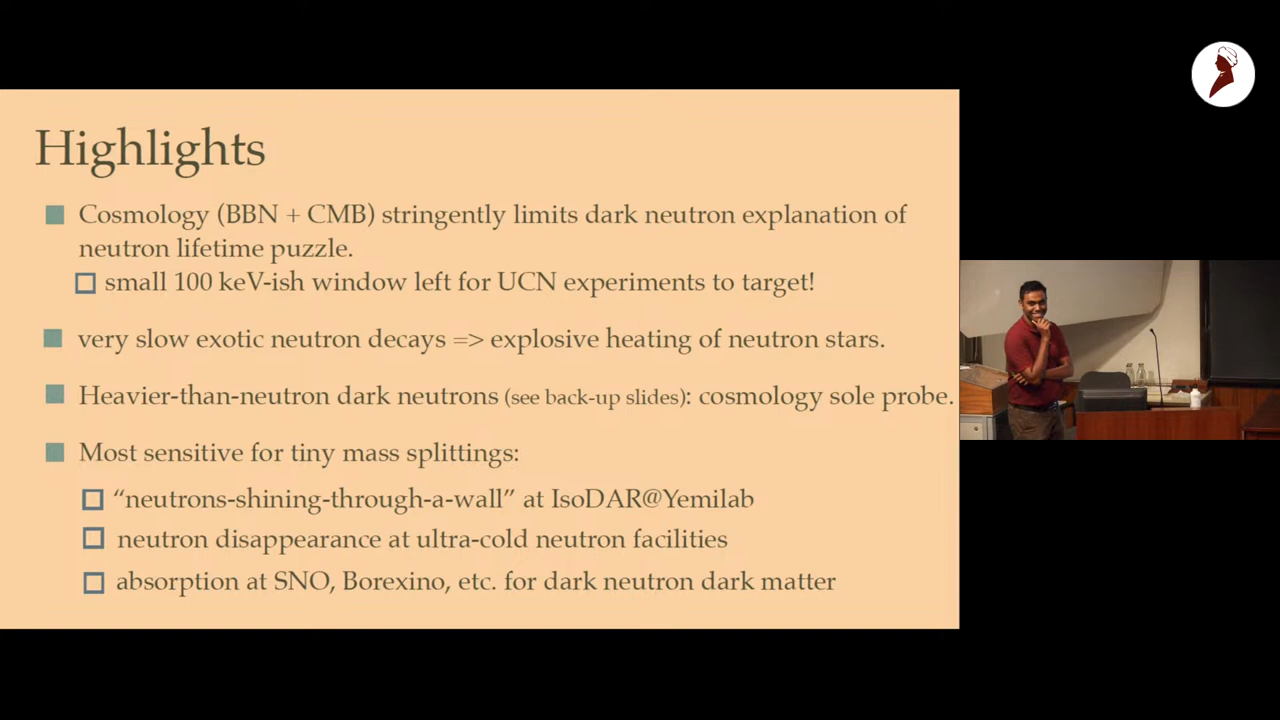 Highlights
Cosmology (BBN + CMB) stringently limits dark neutron explanation of
neutron lifetime puzzle.
small 100 keV-ish window left for UCN experiments to target!
very slow exotic neutron decays => explosive heating of neutron stars.
Heavier-than-neutron dark neutrons (see back-up slides): cosmology sole probe.
Most sensitive for tiny mass splittings:
“neutrons-shining-through-a-wall” at IsoDAR@Yemilab
neutron disappearance at ultra-cold neutron facilities
absorption at SNO, Borexino, etc. for dark neutron dark matter